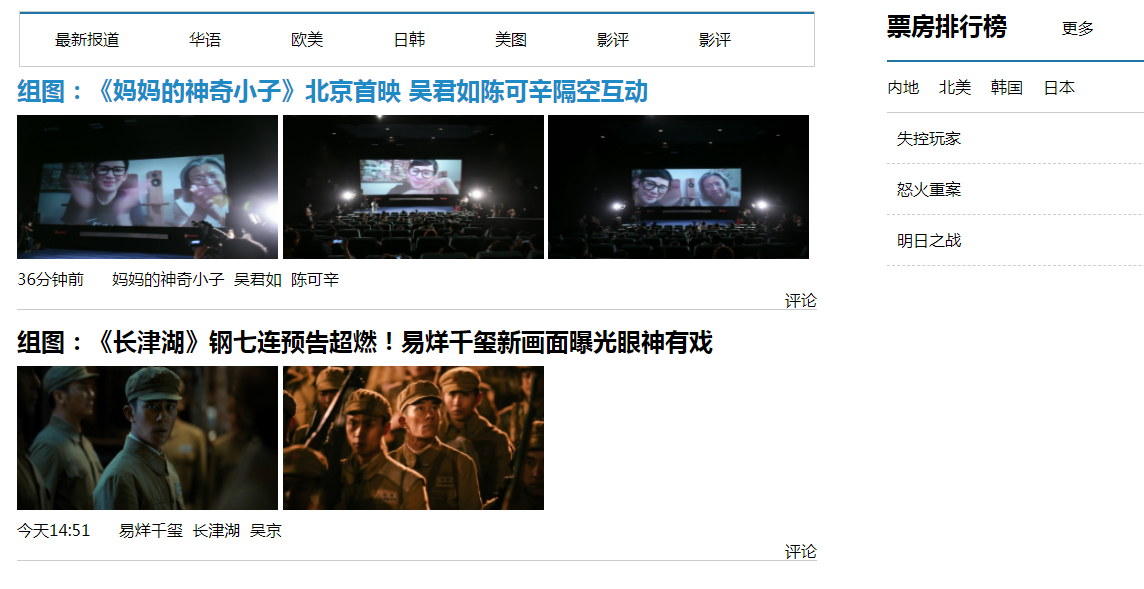 最新报道 华语 欧美 日韩 美图 影评 影评
组图：《妈妈的神奇小子》北京首映 吴君如陈可辛隔空互动
36分钟前 妈妈的神奇小子 吴君如 陈可辛
评论
组图：《长津湖》钢七连预告超燃！易烊千玺新画面曝光眼神有戏
今天14:51 易烊千玺 长津湖 吴京
评论
票房排行榜 更多
内地 北美 韩国 日本
失控玩家
怒火重案
明日之战